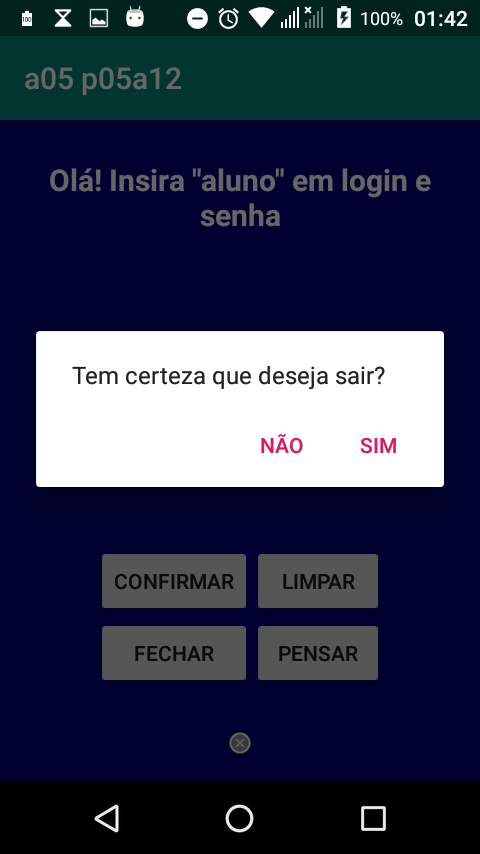 100 100% 01:42
a05 p05a12
Olá! Insira "aluno" em login e
senha
Tem certeza que deseja sair?
NÃO SIM
CONFIRMAR LIMPAR
FECHAR PENSAR